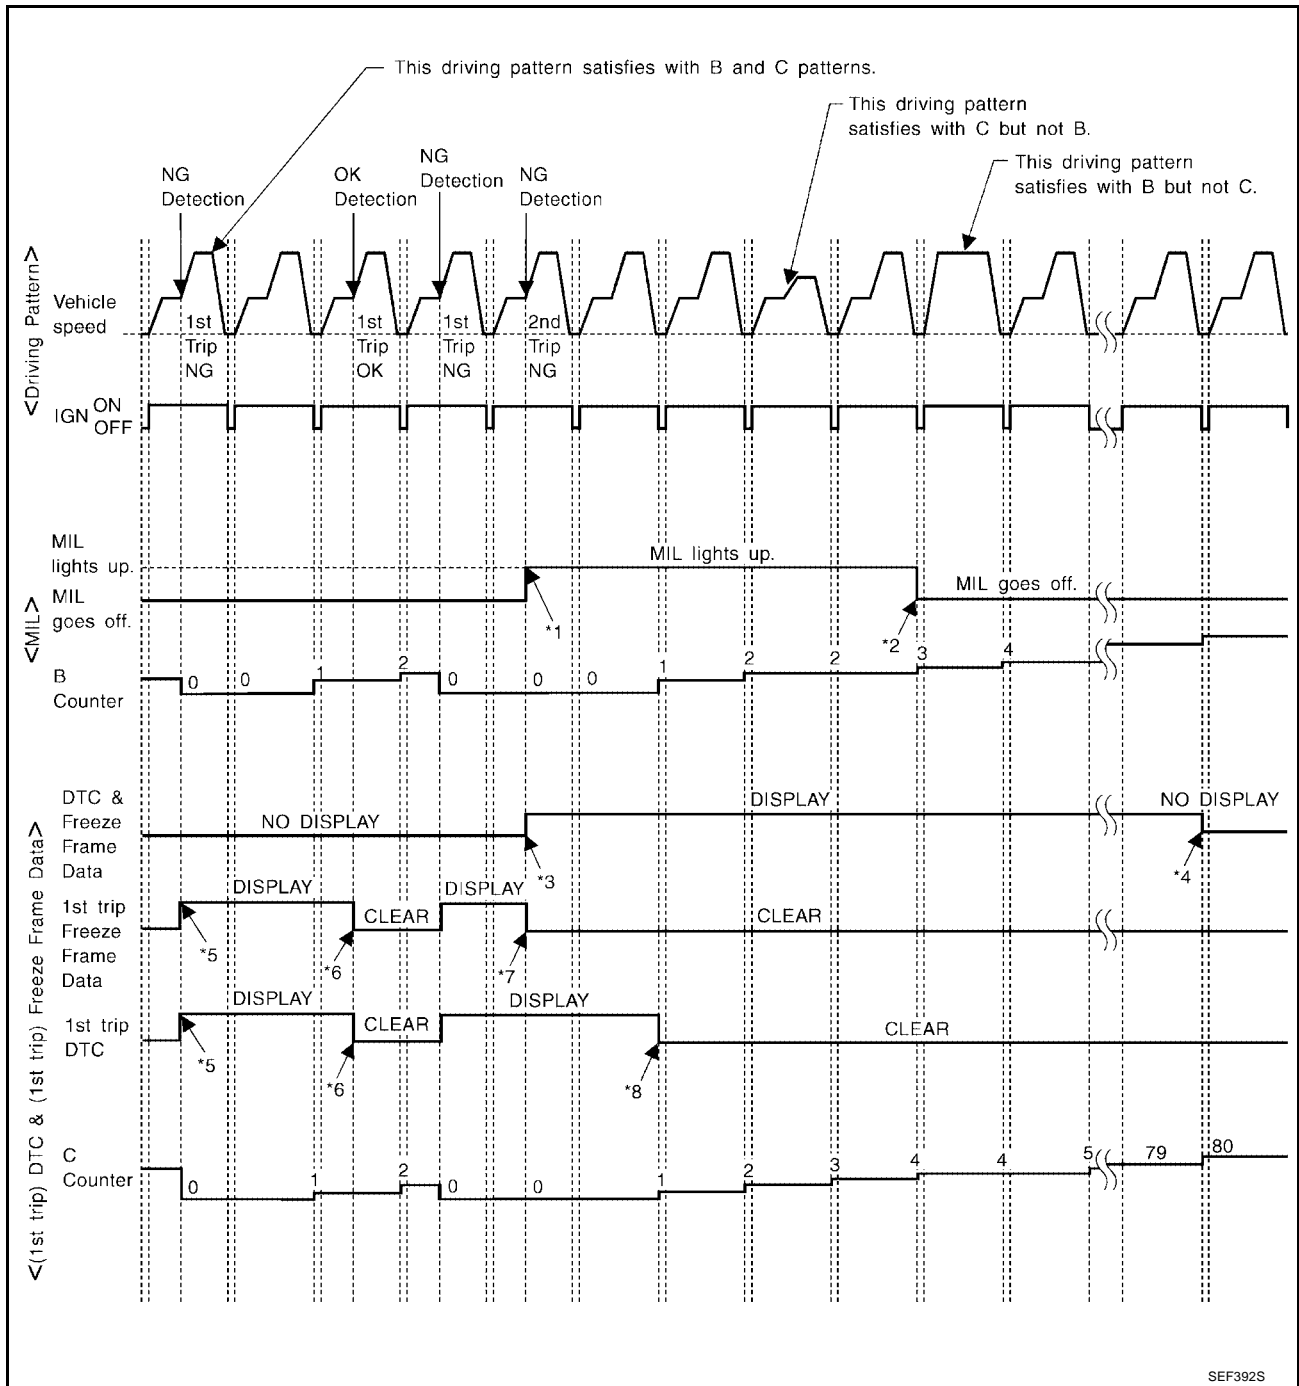 This driving pattern satisfies with B and C patterns.
This driving pattern
satisfies with C but not B.
This driving pattern
satisfies with B but not C.
NG
Detection
OK
Detection
NG
Detection
NG
Detection
<Driving Pattern>
Vehicle
speed
1st
Trip
NG
1st
Trip
OK
1st
Trip
NG
2nd
Trip
NG
IGN ON
OFF
<MIL>
MIL
lights up.
MIL
goes off.
MIL lights up.
MIL goes off.
*1
*2
B
Counter
0 0 1 2 0 0 0 1 2 2 3 4
<(1st trip) DTC & (1st trip) Freeze Frame Data>
DTC &
Freeze
Frame
Data
NO DISPLAY
DISPLAY
NO DISPLAY
*3
*4
1st trip
Freeze
Frame
Data
DISPLAY
CLEAR
DISPLAY
CLEAR
*5
*6
*7
1st trip
DTC
DISPLAY
CLEAR
DISPLAY
CLEAR
*5
*6
*8
C
Counter
0 1 2 0 0 1 2 3 4 4 5 79 80
SEF392S